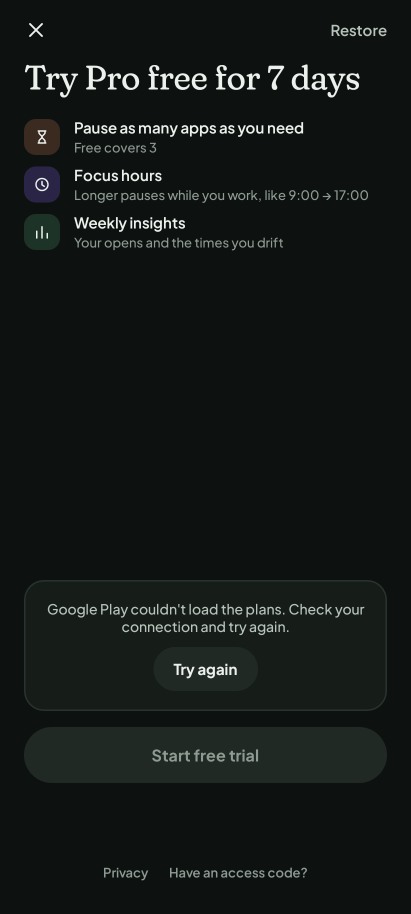 Restore
Try Pro free for 7 days
Pause as many apps as you need
Free covers 3
Focus hours
Longer pauses while you work, like 9:00 → 17:00
Weekly insights
Your opens and the times you drift
Google Play couldn't load the plans. Check your
connection and try again.
Try again
Start free trial
Privacy
Have an access code?